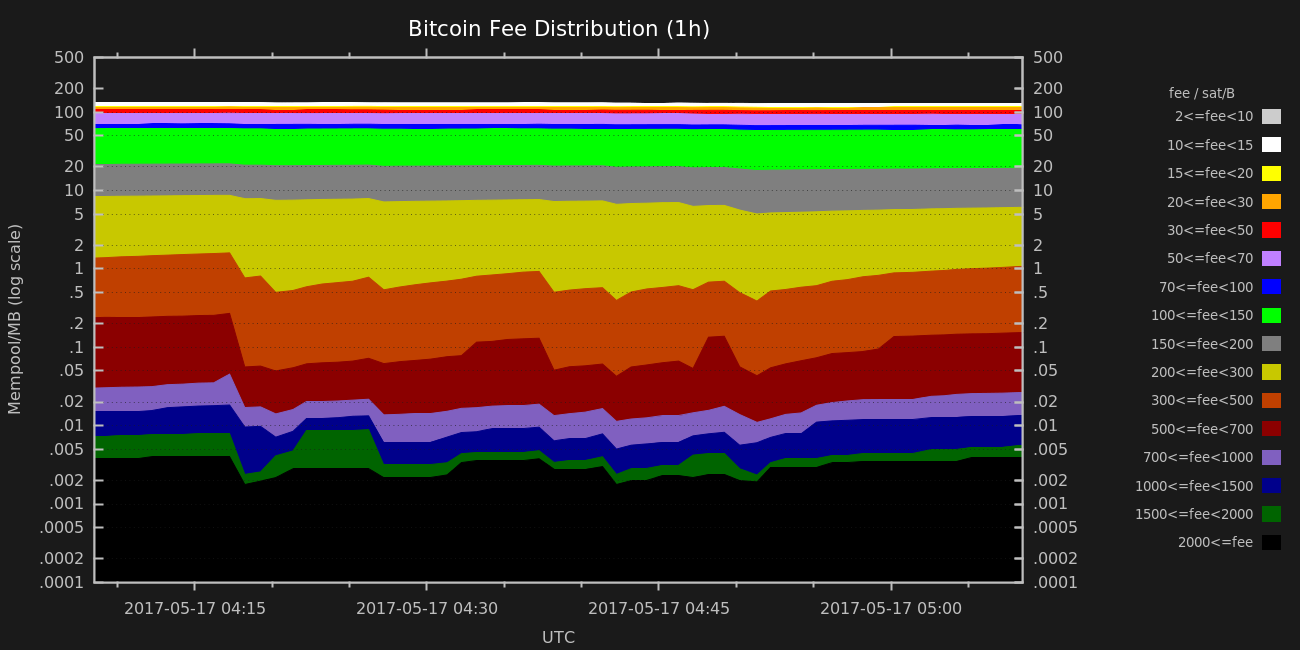 Bitcoin Fee Distribution (1h)
Mempool/MB (log scale)
500
200
100
50
20
10
5
2
1
.5
.2
.1
.05
.02
.01
.005
.002
.001
.0005
.0002
.0001
500
200
100
50
20
10
5
2
1
.5
.2
.1
.05
.02
.01
.005
.002
.001
.0005
.0002
.0001
2017-05-17 04:15
2017-05-17 04:30
2017-05-17 04:45
2017-05-17 05:00
UTC
fee / sat/B
2<=fee<10
10<=fee<15
15<=fee<20
20<=fee<30
30<=fee<50
50<=fee<70
70<=fee<100
100<=fee<150
150<=fee<200
200<=fee<300
300<=fee<500
500<=fee<700
700<=fee<1000
1000<=fee<1500
1500<=fee<2000
2000<=fee